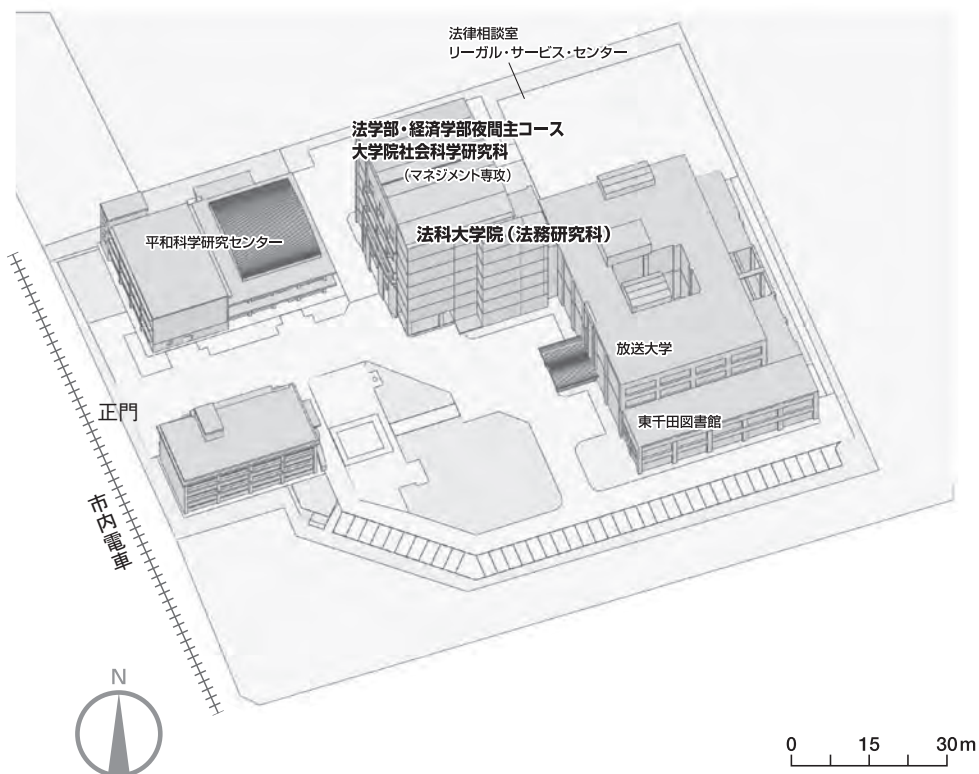 法律相談室
リーガル・サービス・センター
法学部・経済学部夜間主コース
大学院社会科学研究科
（マネジメント専攻）
法科大学院（法務研究科）
平和科学研究センター
放送大学
東千田図書館
正門
市内電車
N
0 15 30m